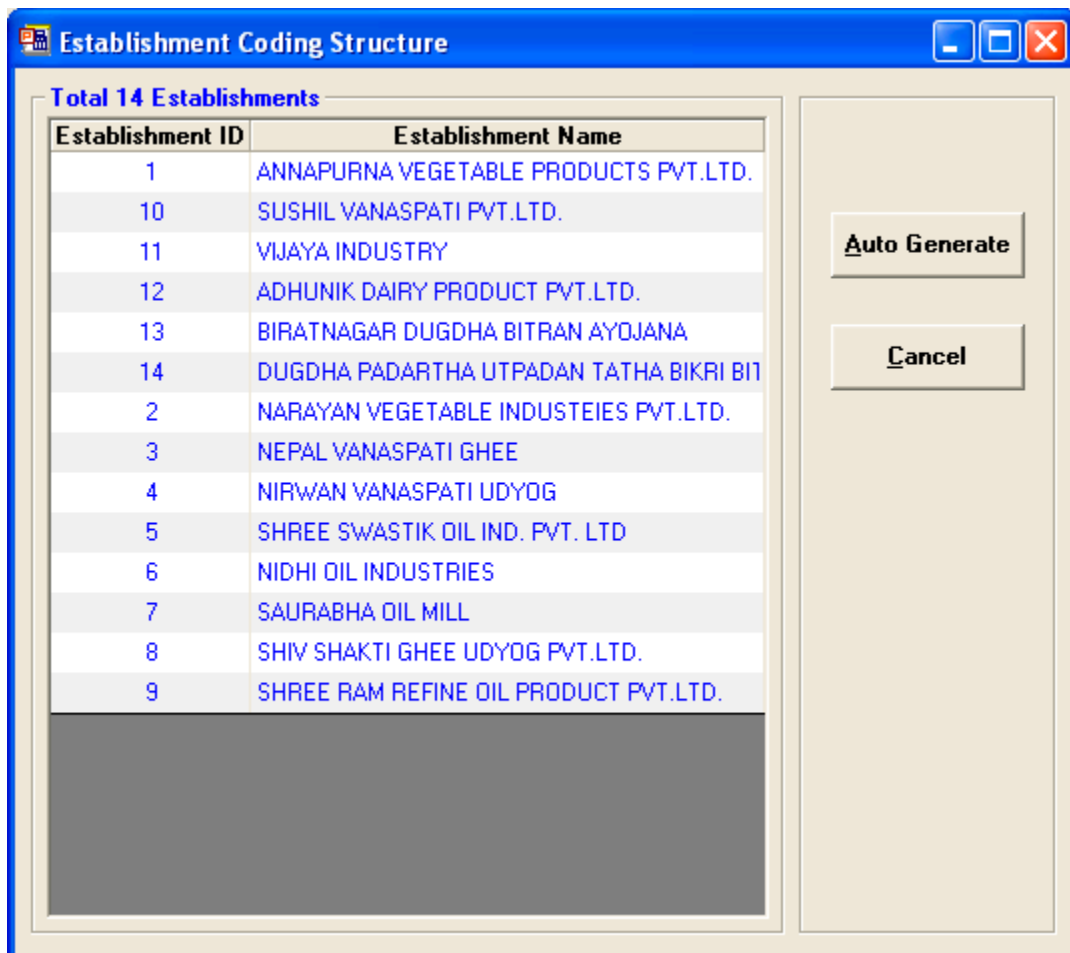 Establishment Coding Structure
Total 14 Establishments
Establishment ID Establishment Name
1 ANNAPURNA VEGETABLE PRODUCTS PVT.LTD.
10 SUSHIL VANASPATI PVT.LTD.
11 VIJAYA INDUSTRY
12 ADHUNIK DAIRY PRODUCT PVT.LTD.
13 BIRATNAGAR DUGDHA BITRAN AYOJANA
14 DUGDHA PADARTHA UTPADAN TATHA BIKRI
2 NARAYAN VEGETABLE INDUSTEIES PVT.LTD.
3 NEPAL VANASPATI GHEE
4 NIRWAN VANASPATI UDYOG
5 SHREE SWASTIK OIL IND. PVT. LTD
6 NIDHI OIL INDUSTRIES
7 SAURABHA OIL MILL
8 SHIV SHAKTI GHEE UDYOG PVT.LTD.
9 SHREE RAM REFINE OIL PRODUCT PVT.LTD.
Auto Generate
Cancel